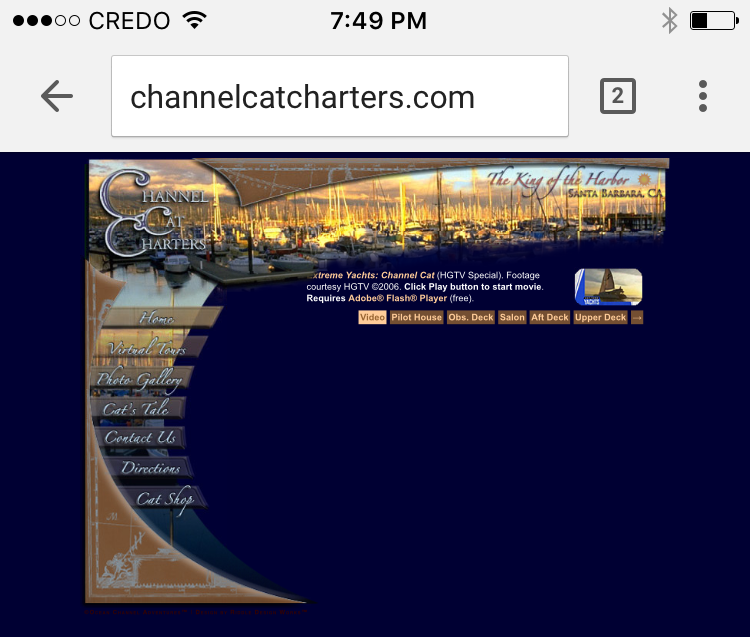 CREDO
7:49 PM
channelcatcharters.com
2
CHANNEL
CAT
CHARTERS
The King of the Harbor
SANTA BARBARA, CA
Extreme Yachts: Channel Cat (HGTV Special). Footage
courtesy HGTV ©2006. Click Play button to start movie.
Requires Adobe® Flash® Player (free).
YACHTS
Video Pilot House Obs. Deck Salon Aft Deck Upper Deck →
Home
Virtual Tours
Photo Gallery
Cat's Tale
Contact Us
Directions
Cat Shop